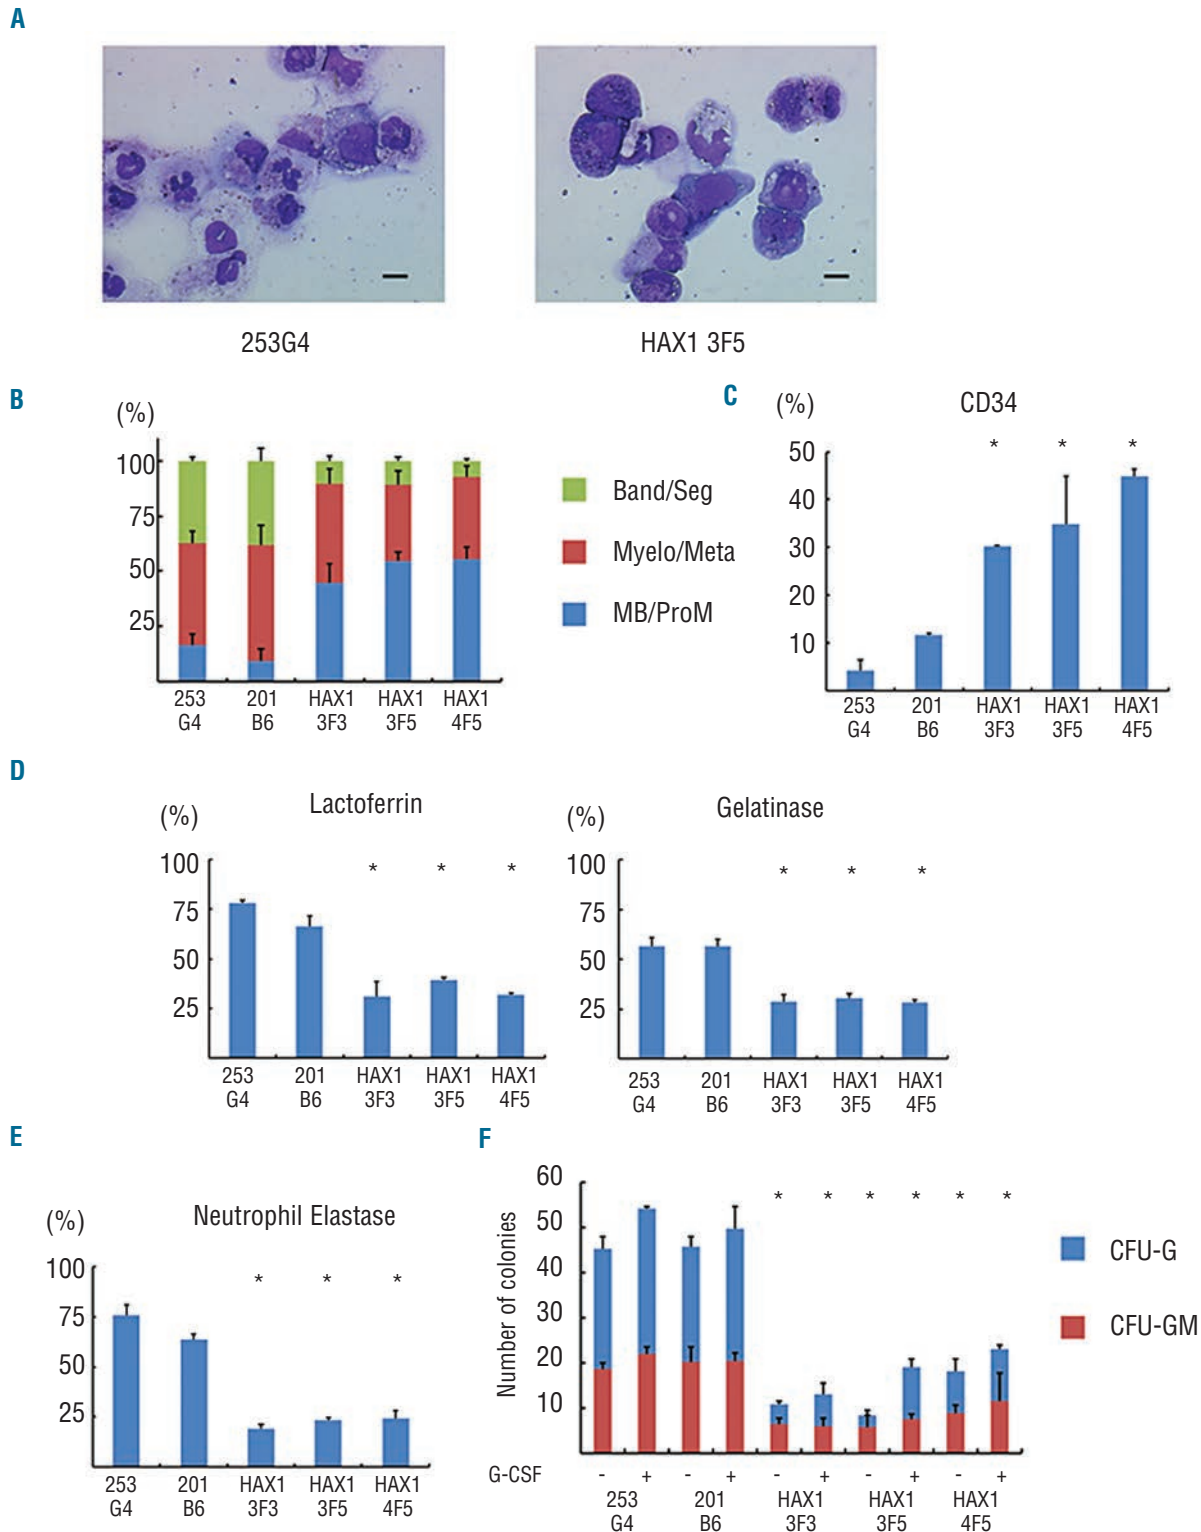 A
253G4
HAX1 3F5
B
(%)
100
75
50
25
253
G4
201
B6
HAX1
3F3
HAX1
3F5
HAX1
4F5
Band/Seg
Myelo/Meta
MB/ProM
C
(%)
CD34
* * *
50
40
30
20
10
253
G4
201
B6
HAX1
3F3
HAX1
3F5
HAX1
4F5
D
(%)
Lactoferrin
100
75
50
25
* * *
253
G4
201
B6
HAX1
3F3
HAX1
3F5
HAX1
4F5
(%)
Gelatinase
100
75
50
25
* * *
253
G4
201
B6
HAX1
3F3
HAX1
3F5
HAX1
4F5
E
(%)
Neutrophil Elastase
100
75
50
25
* * *
253
G4
201
B6
HAX1
3F3
HAX1
3F5
HAX1
4F5
F
Number of colonies
60
50
40
30
20
10
* * * * * *
CFU-G
CFU-GM
G-CSF - + - + - + - + - +
253
G4
201
B6
HAX1
3F3
HAX1
3F5
HAX1
4F5